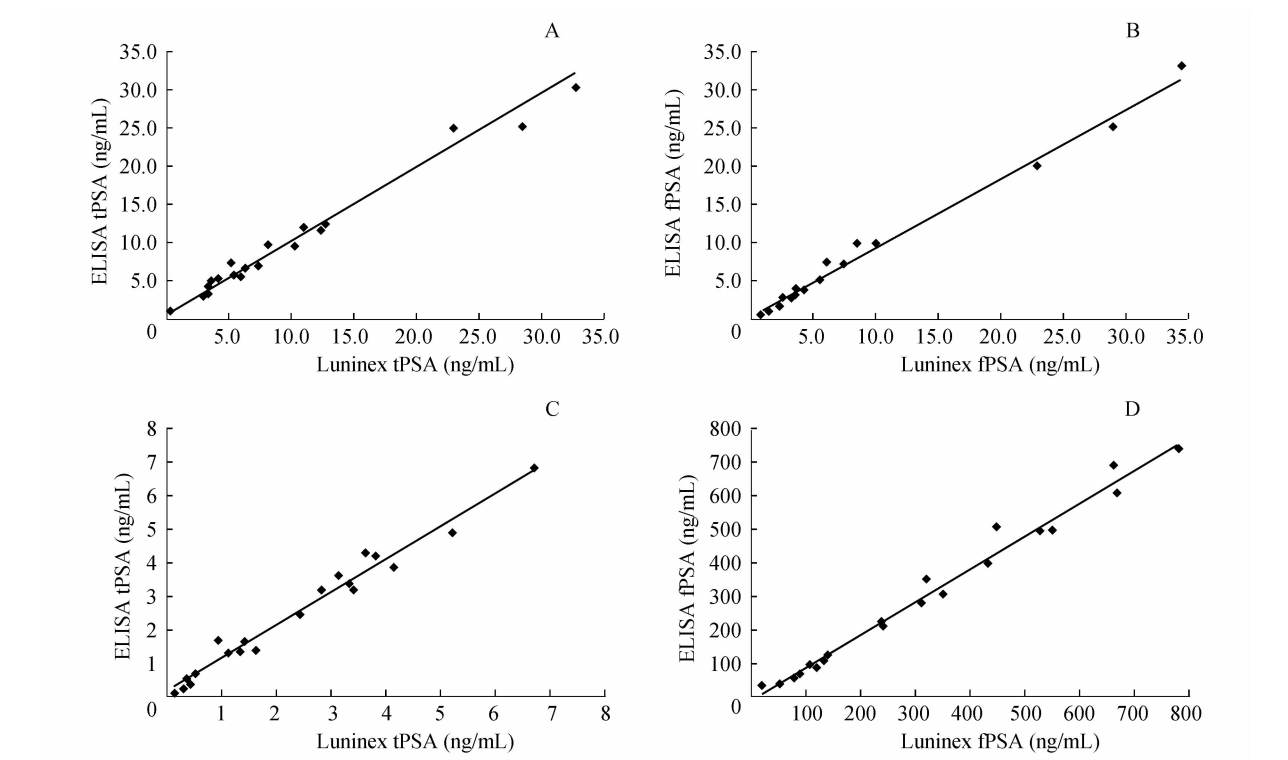 A
35.0
30.0
25.0
20.0
15.0
10.0
5.0
0
ELISA tPSA (ng/mL)
5.0 10.0 15.0 20.0 25.0 30.0 35.0
Luninex tPSA (ng/mL)
B
35.0
30.0
25.0
20.0
15.0
10.0
5.0
0
ELISA fPSA (ng/mL)
5.0 10.0 15.0 20.0 25.0 30.0 35.0
Luninex fPSA (ng/mL)
C
8
7
6
5
4
3
2
1
0
ELISA tPSA (ng/mL)
1 2 3 4 5 6 7 8
Luninex tPSA (ng/mL)
D
800
700
600
500
400
300
200
100
0
ELISA fPSA (ng/mL)
100 200 300 400 500 600 700 800
Luninex fPSA (ng/mL)